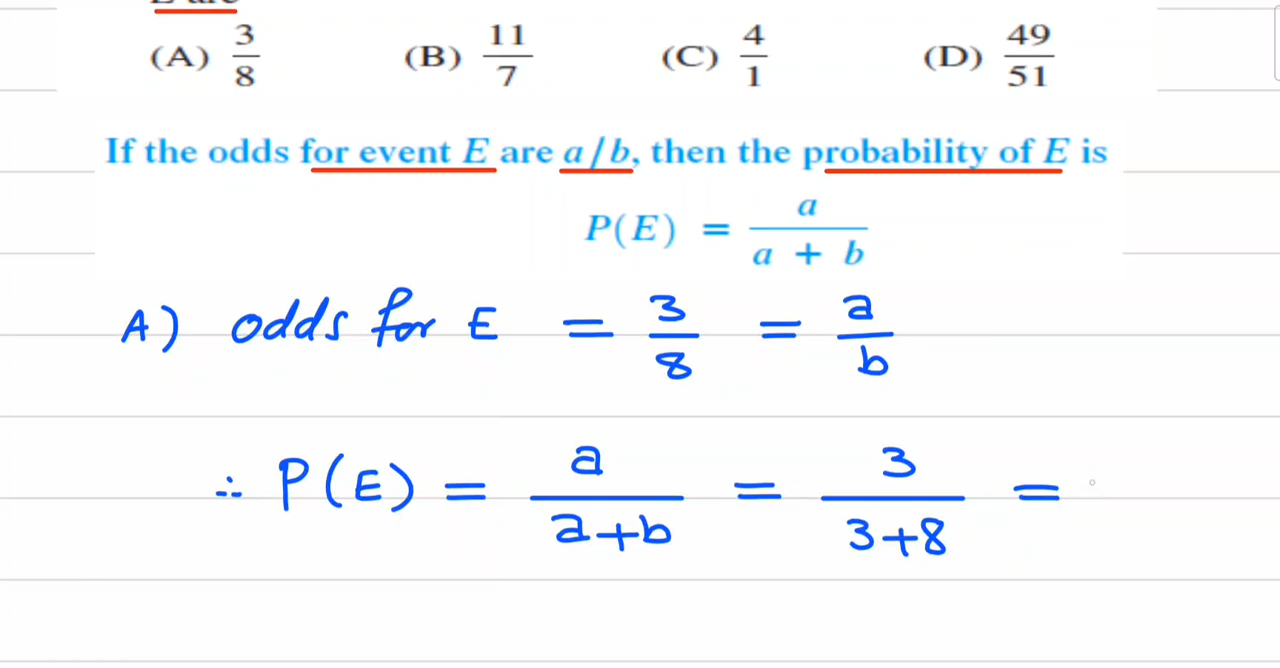 (A) 3/8 (B) 11/7 (C) 4/1 (D) 49/51
If the odds for event E are a/b, then the probability of E is
P(E) = a/(a + b)
A) odds for E = 3/8 = a/b
∴ P(E) = a/(a+b) = 3/(3+8) =